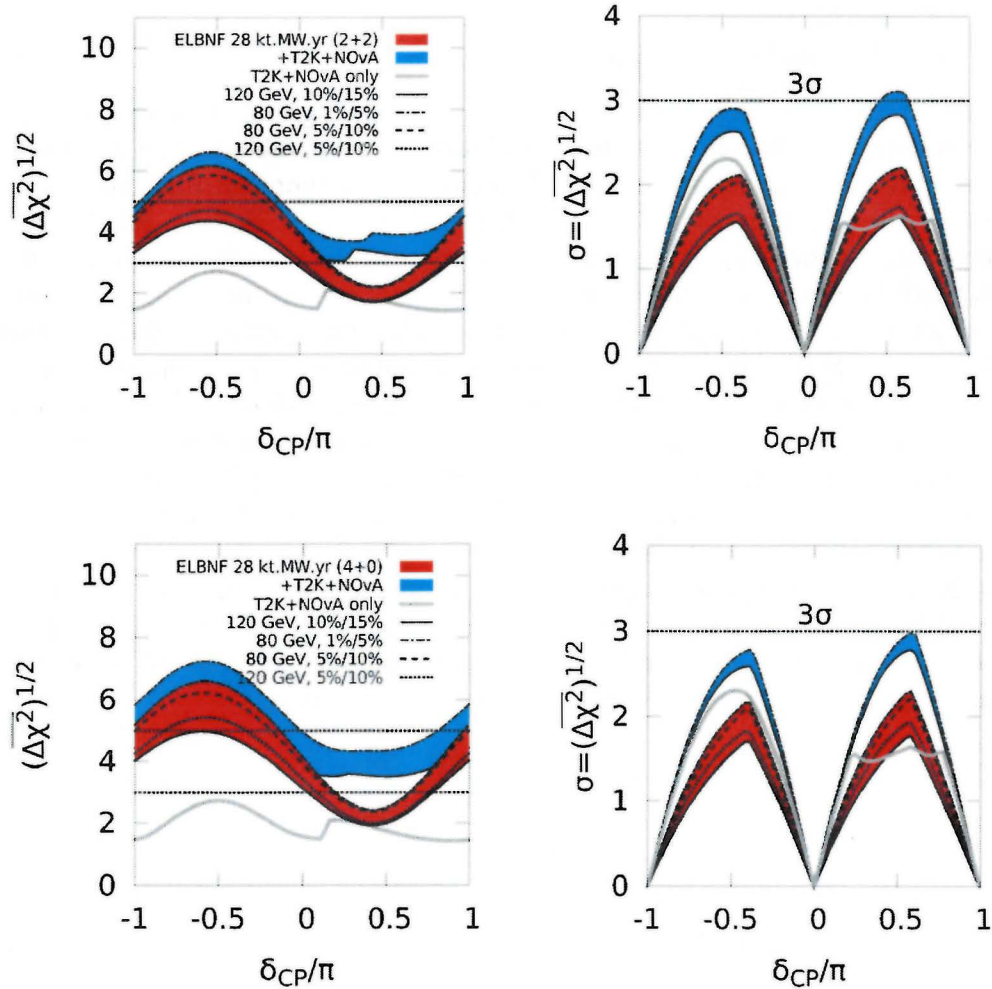 10
8
6
4
2
0
(Δχ²)^1/2
ELBNF 28 kt.MW.yr (2+2)
+T2K+NOvA
T2K+NOvA only
120 GeV, 10%/15%
80 GeV, 1%/5%
80 GeV, 5%/10%
120 GeV, 5%/10%
-1 -0.5 0 0.5 1
δCP/π
4
3
2
1
0
σ=(Δχ²)^1/2
3σ
-1 -0.5 0 0.5 1
δCP/π
10
8
6
4
2
0
(Δχ²)^1/2
ELBNF 28 kt.MW.yr (4+0)
+T2K+NOvA
T2K+NOvA only
120 GeV, 10%/15%
80 GeV, 1%/5%
80 GeV, 5%/10%
120 GeV, 5%/10%
-1 -0.5 0 0.5 1
δCP/π
4
3
2
1
0
σ=(Δχ²)^1/2
3σ
-1 -0.5 0 0.5 1
δCP/π